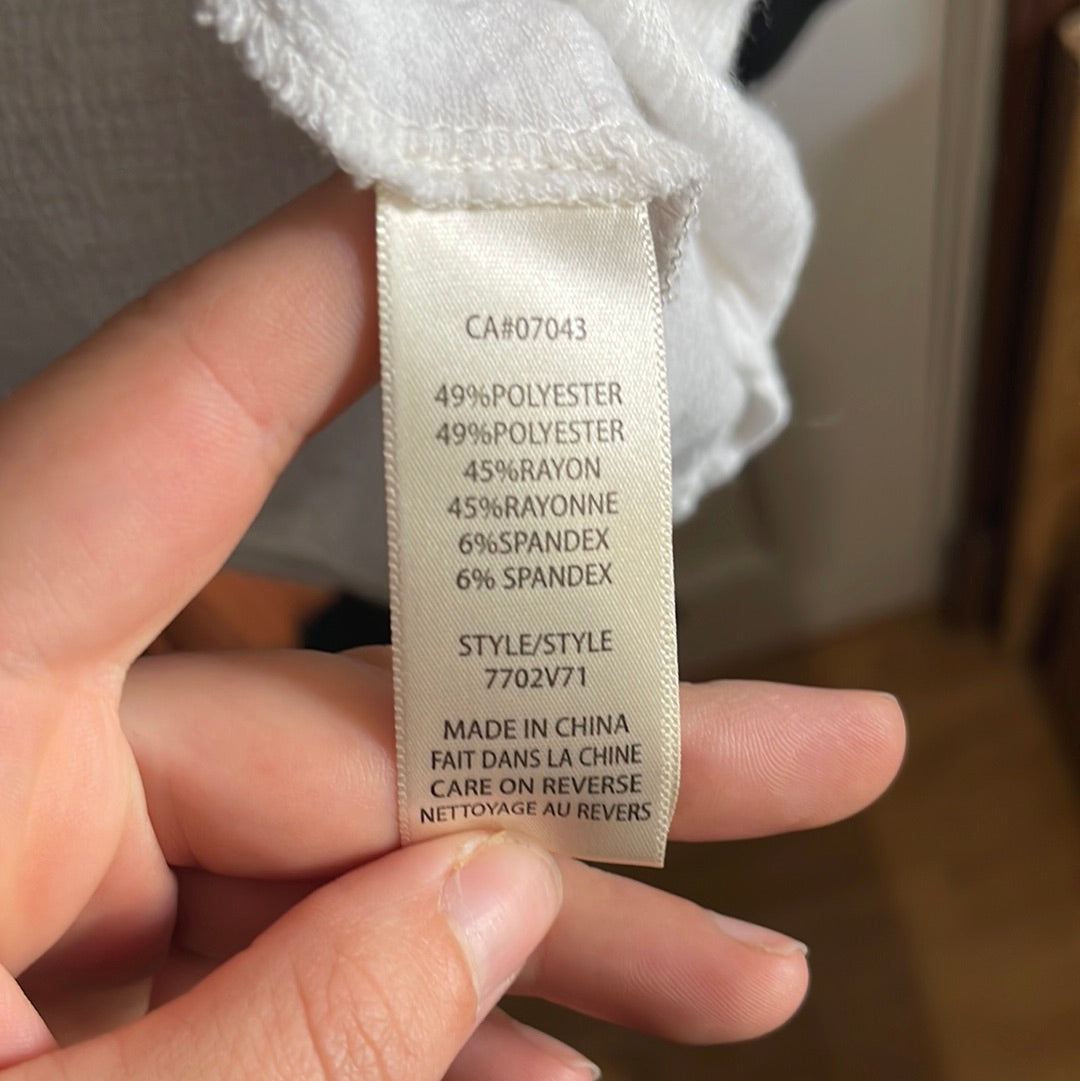 CA#07043
49%POLYESTER
49%POLYESTER
45%RAYON
45%RAYONNE
6%SPANDEX
6% SPANDEX
STYLE/STYLE
7702V71
MADE IN CHINA
FAIT DANS LA CHINE
CARE ON REVERSE
NETTOYAGE AU REVERS